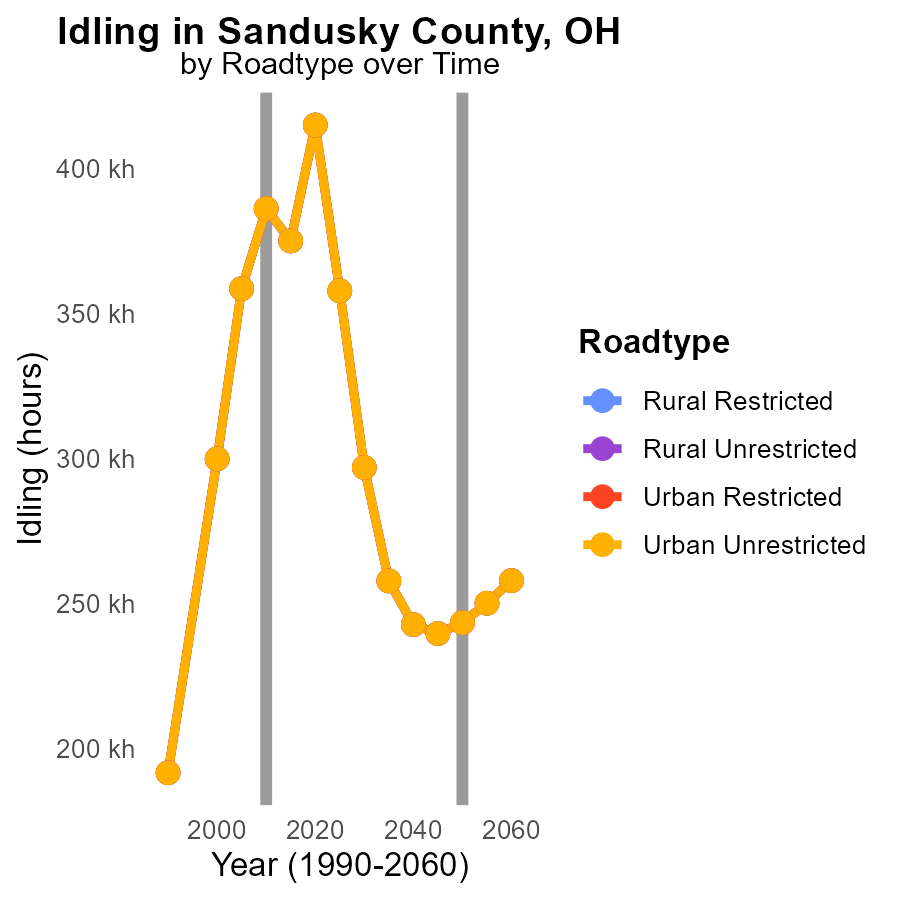 Idling in Sandusky County, OH
by Roadtype over Time
400 kh
350 kh
300 kh
250 kh
200 kh
Idling (hours)
2000 2020 2040 2060
Year (1990-2060)
Roadtype
Rural Restricted
Rural Unrestricted
Urban Restricted
Urban Unrestricted